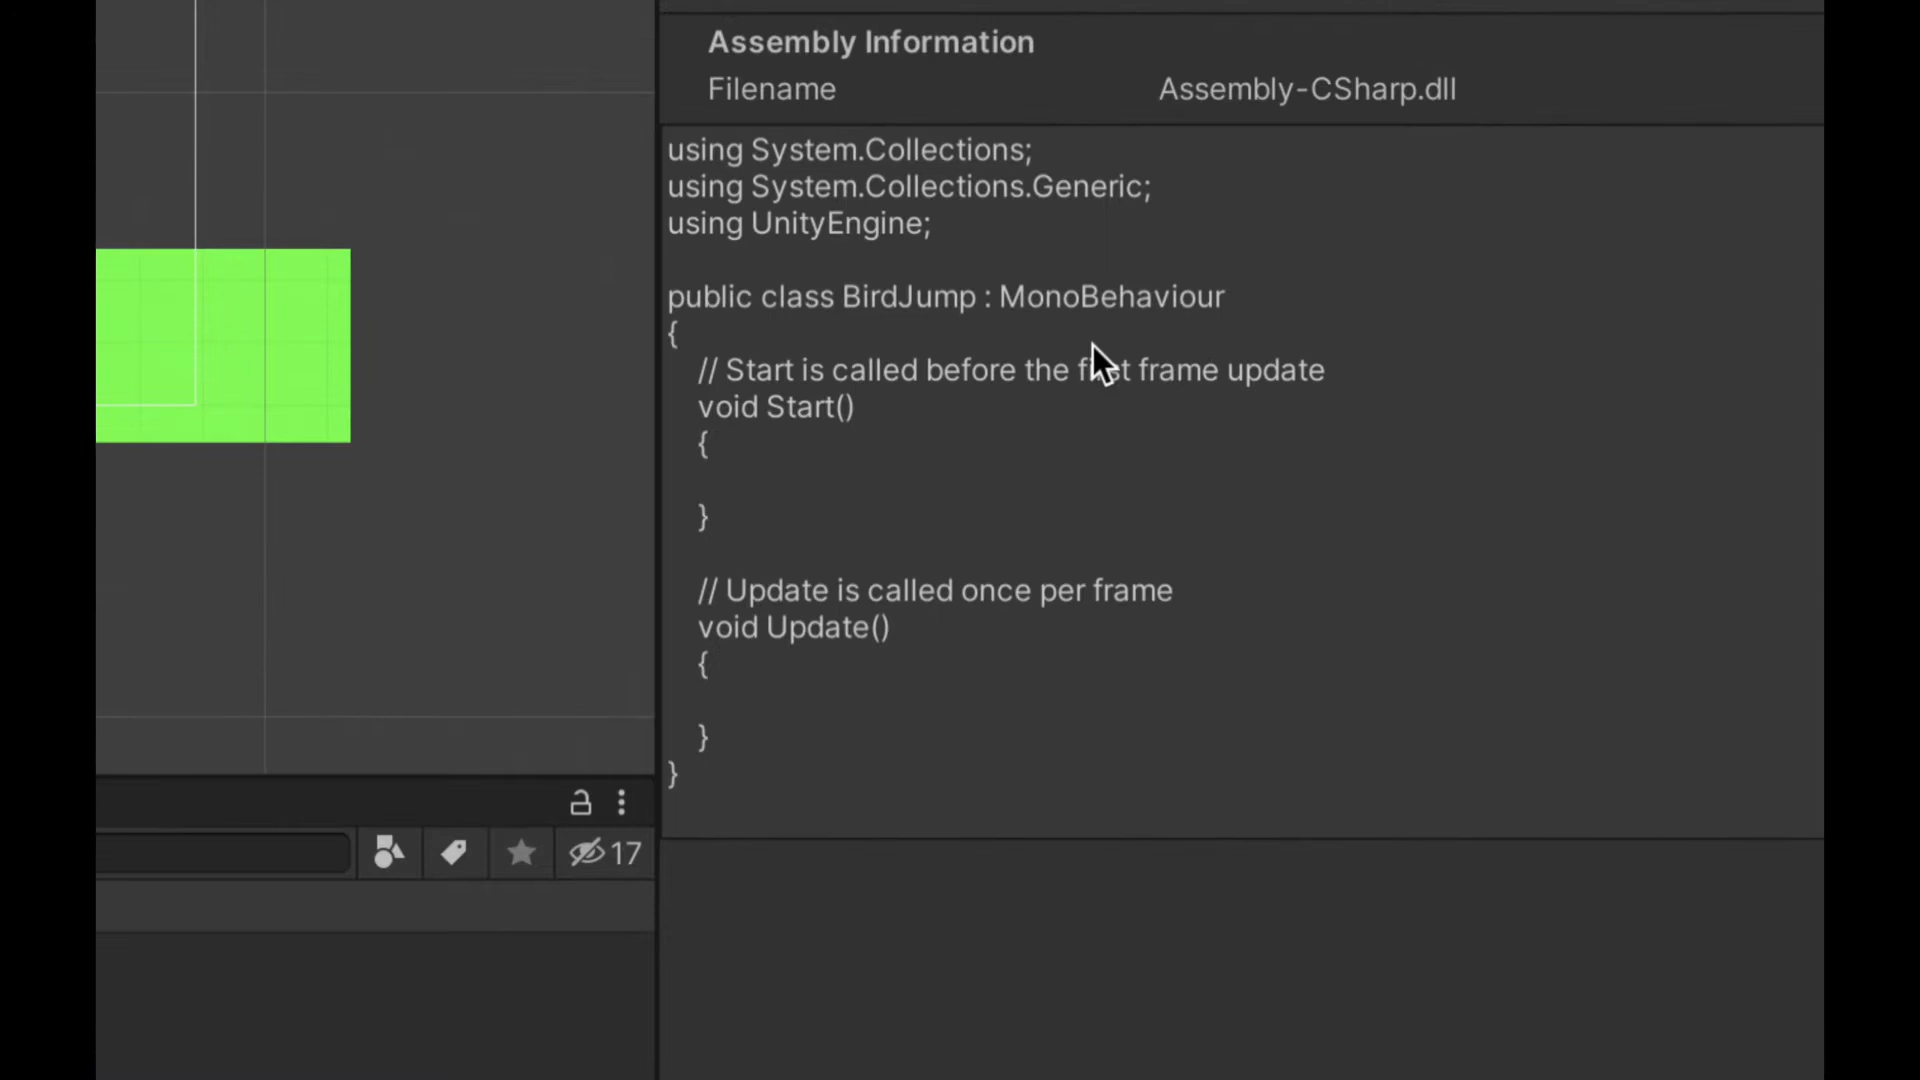 Assembly Information
Filename Assembly-CSharp.dll
using System.Collections;
using System.Collections.Generic;
using UnityEngine;
public class BirdJump : MonoBehaviour
{
// Start is called before the first frame update
void Start()
{
}
// Update is called once per frame
void Update()
{
}
}
17